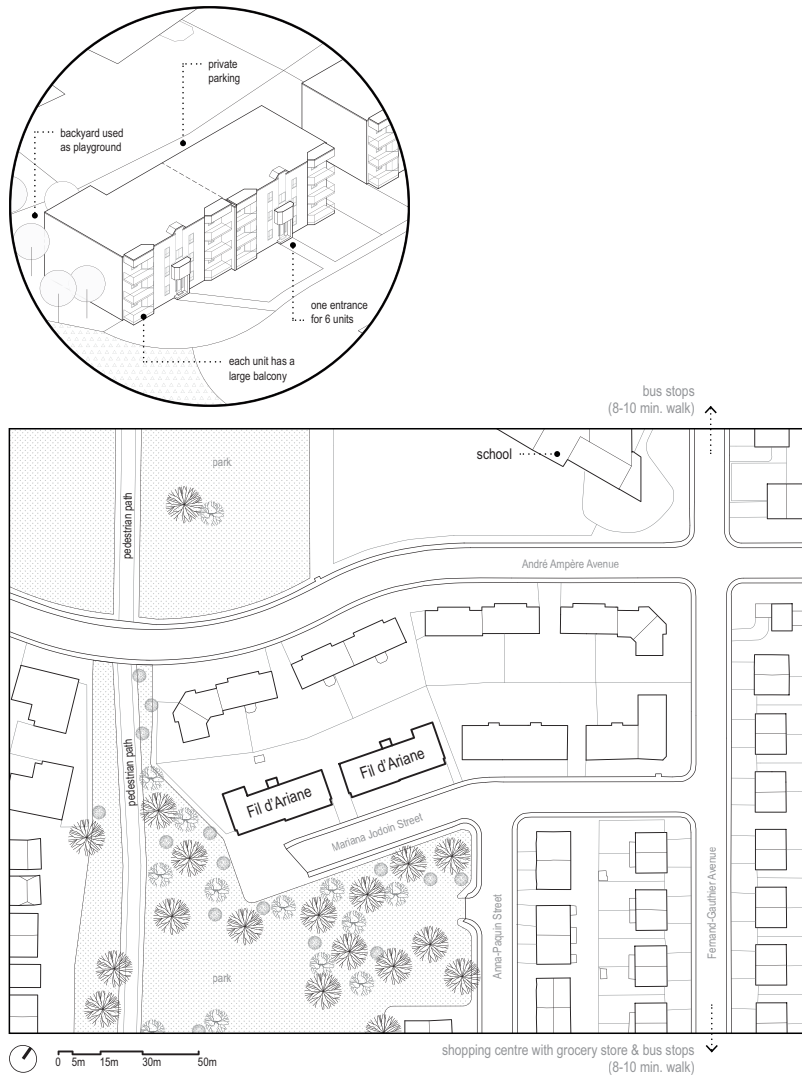 private
parking
backyard used
as playground
one entrance
for 6 units
each unit has a
large balcony
bus stops
(8-10 min. walk)
park
school
pedestrian path
André Ampère Avenue
pedestrian path
Fil d'Ariane
Fil d'Ariane
Mariana Jodoin Street
park
Anna-Paquin Street
Fernand-Gauthier Avenue
0 5m 15m 30m 50m
shopping centre with grocery store & bus stops
(8-10 min. walk)